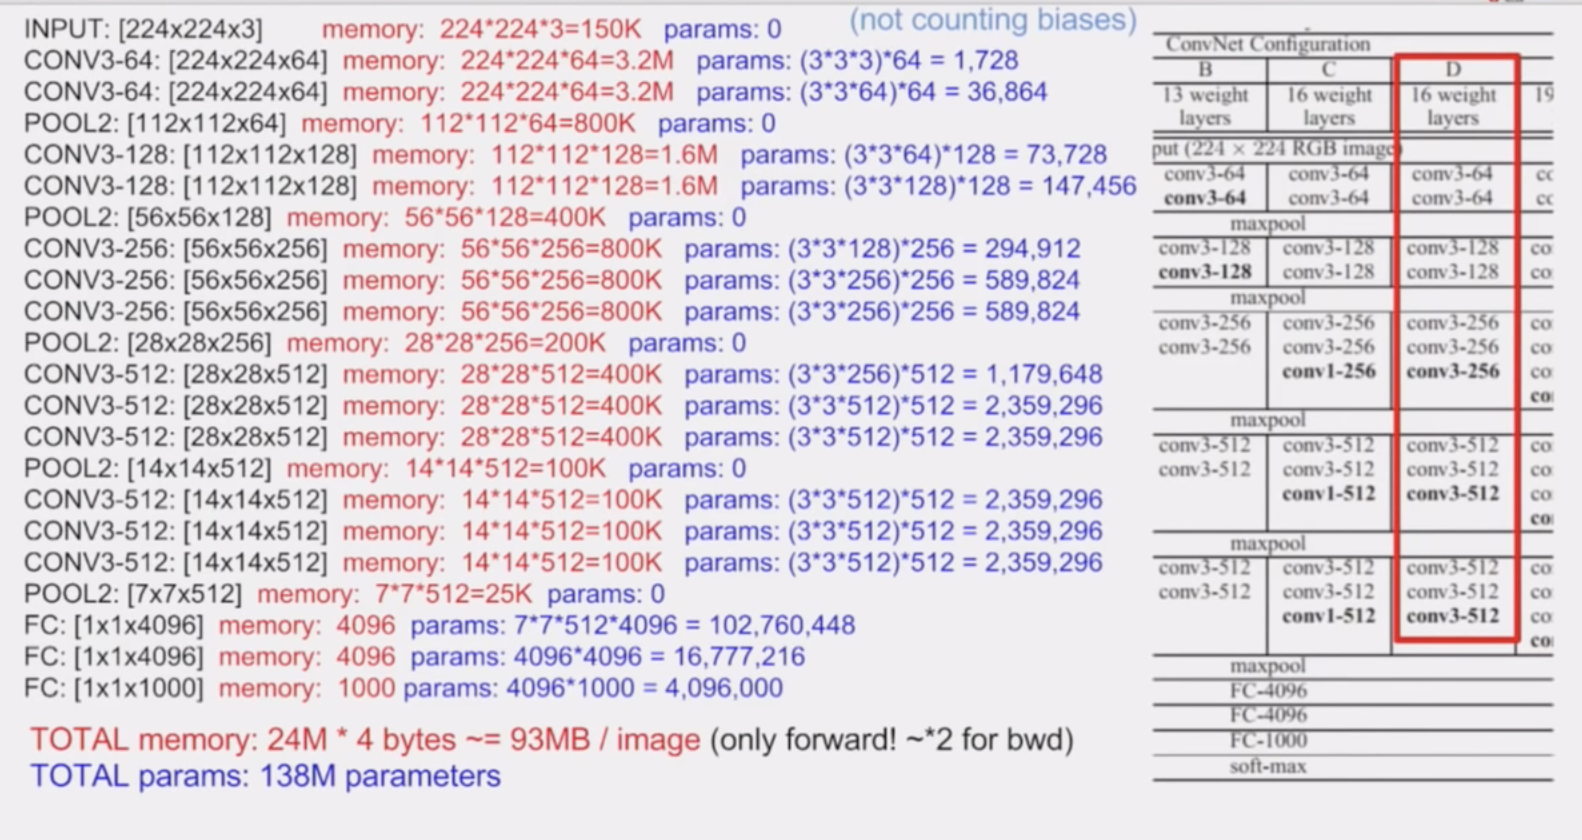 INPUT: [224x224x3] memory: 224*224*3=150K params: 0 (not counting biases)
CONV3-64: [224x224x64] memory: 224*224*64=3.2M params: (3*3*3)*64 = 1,728
CONV3-64: [224x224x64] memory: 224*224*64=3.2M params: (3*3*64)*64 = 36,864
POOL2: [112x112x64] memory: 112*112*64=800K params: 0
CONV3-128: [112x112x128] memory: 112*112*128=1.6M params: (3*3*64)*128 = 73,728
CONV3-128: [112x112x128] memory: 112*112*128=1.6M params: (3*3*128)*128 = 147,456
POOL2: [56x56x128] memory: 56*56*128=400K params: 0
CONV3-256: [56x56x256] memory: 56*56*256=800K params: (3*3*128)*256 = 294,912
CONV3-256: [56x56x256] memory: 56*56*256=800K params: (3*3*256)*256 = 589,824
CONV3-256: [56x56x256] memory: 56*56*256=800K params: (3*3*256)*256 = 589,824
POOL2: [28x28x256] memory: 28*28*256=200K params: 0
CONV3-512: [28x28x512] memory: 28*28*512=400K params: (3*3*256)*512 = 1,179,648
CONV3-512: [28x28x512] memory: 28*28*512=400K params: (3*3*512)*512 = 2,359,296
CONV3-512: [28x28x512] memory: 28*28*512=400K params: (3*3*512)*512 = 2,359,296
POOL2: [14x14x512] memory: 14*14*512=100K params: 0
CONV3-512: [14x14x512] memory: 14*14*512=100K params: (3*3*512)*512 = 2,359,296
CONV3-512: [14x14x512] memory: 14*14*512=100K params: (3*3*512)*512 = 2,359,296
CONV3-512: [14x14x512] memory: 14*14*512=100K params: (3*3*512)*512 = 2,359,296
POOL2: [7x7x512] memory: 7*7*512=25K params: 0
FC: [1x1x4096] memory: 4096 params: 7*7*512*4096 = 102,760,448
FC: [1x1x4096] memory: 4096 params: 4096*4096 = 16,777,216
FC: [1x1x1000] memory: 1000 params: 4096*1000 = 4,096,000
TOTAL memory: 24M * 4 bytes ~= 93MB / image (only forward! ~*2 for bwd)
TOTAL params: 138M parameters
ConvNet Configuration
B C D
13 weight 16 weight 16 weight 19
layers layers layers
put (224 × 224 RGB image)
conv3-64 conv3-64 conv3-64 co
conv3-64 conv3-64 conv3-64 co
maxpool
conv3-128 conv3-128 conv3-128 co
conv3-128 conv3-128 conv3-128 co
maxpool
conv3-256 conv3-256 conv3-256 co
conv3-256 conv3-256 conv3-256 co
conv1-256 conv3-256 co
co
maxpool
conv3-512 conv3-512 conv3-512 co
conv3-512 conv3-512 conv3-512 co
conv1-512 conv3-512 co
co
maxpool
conv3-512 conv3-512 conv3-512 co
conv3-512 conv3-512 conv3-512 co
conv1-512 conv3-512 co
co
maxpool
FC-4096
FC-4096
FC-1000
soft-max